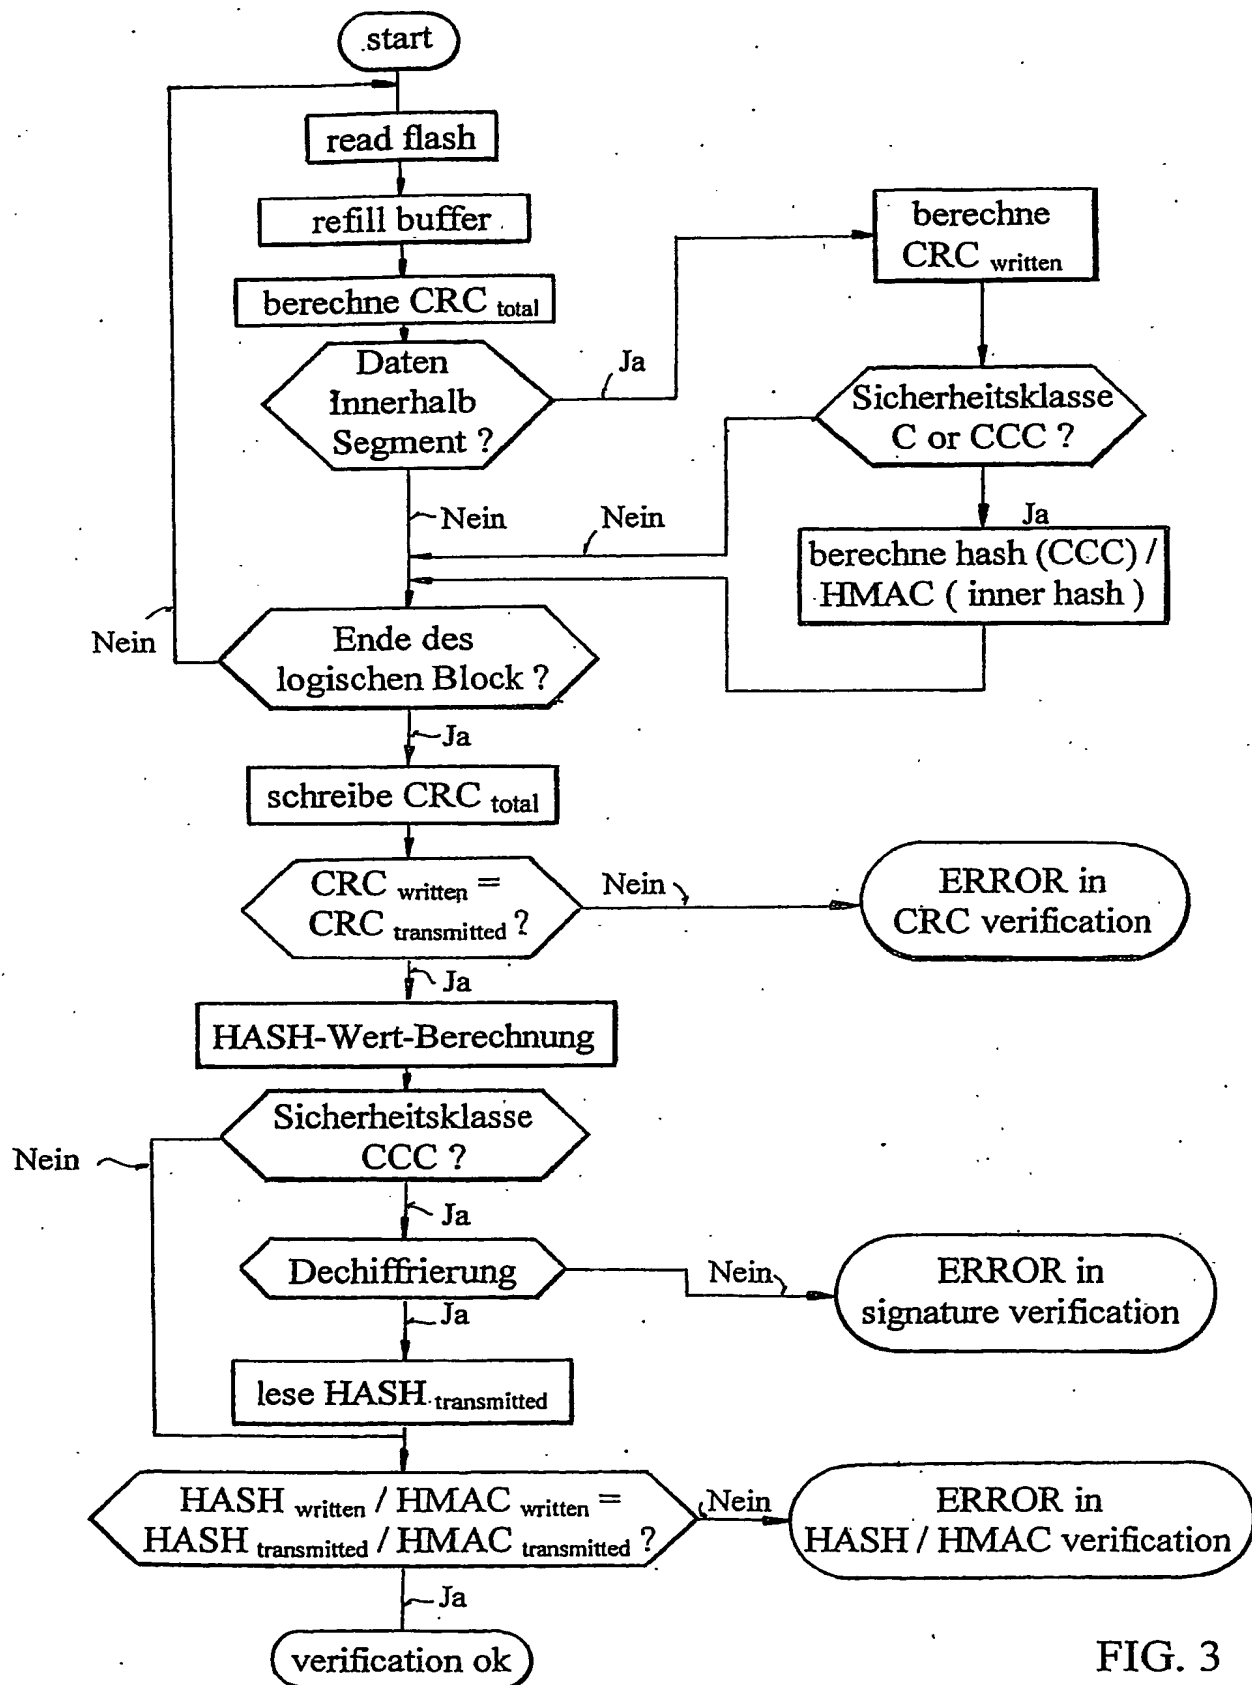 start
read flash
refill buffer
berechne CRC total
Daten
Innerhalb
Segment ?
Ja
berechne
CRC written
Sicherheitsklasse
C or CCC ?
Ja
berechne hash (CCC) /
HMAC ( inner hash )
Nein
Nein
Nein
Ende des
logischen Block ?
Ja
schreibe CRC total
CRC written =
CRC transmitted ?
Nein
ERROR in
CRC verification
Ja
HASH-Wert-Berechnung
Sicherheitsklasse
CCC ?
Nein
Ja
Dechiffrierung
Nein
ERROR in
signature verification
Ja
lese HASH transmitted
HASH written / HMAC written =
HASH transmitted / HMAC transmitted ?
Nein
ERROR in
HASH / HMAC verification
Ja
verification ok
FIG. 3